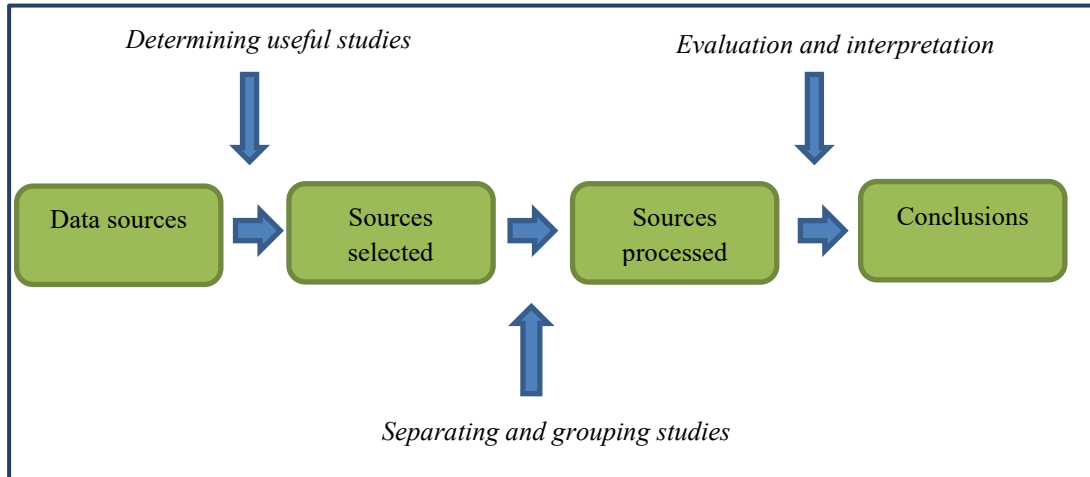 Determining useful studies
Evaluation and interpretation
Data sources
Sources
selected
Sources
processed
Conclusions
Separating and grouping studies